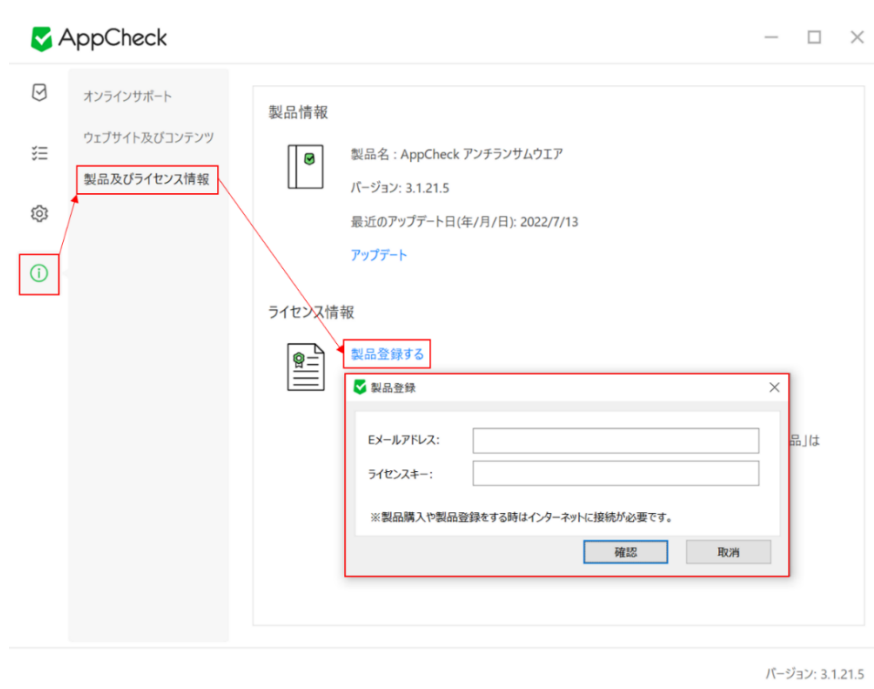 AppCheck
オンラインサポート
ウェブサイト及びコンテンツ
製品及びライセンス情報
製品情報
製品名 : AppCheck アンチランサムウエア
バージョン: 3.1.21.5
最近のアップデート日(年/月/日): 2022/7/13
アップデート
ライセンス情報
製品登録する
製品登録
Eメールアドレス:
品」は
ライセンスキー:
※製品購入や製品登録をする時はインターネットに接続が必要です。
確認 取消
バージョン: 3.1.21.5